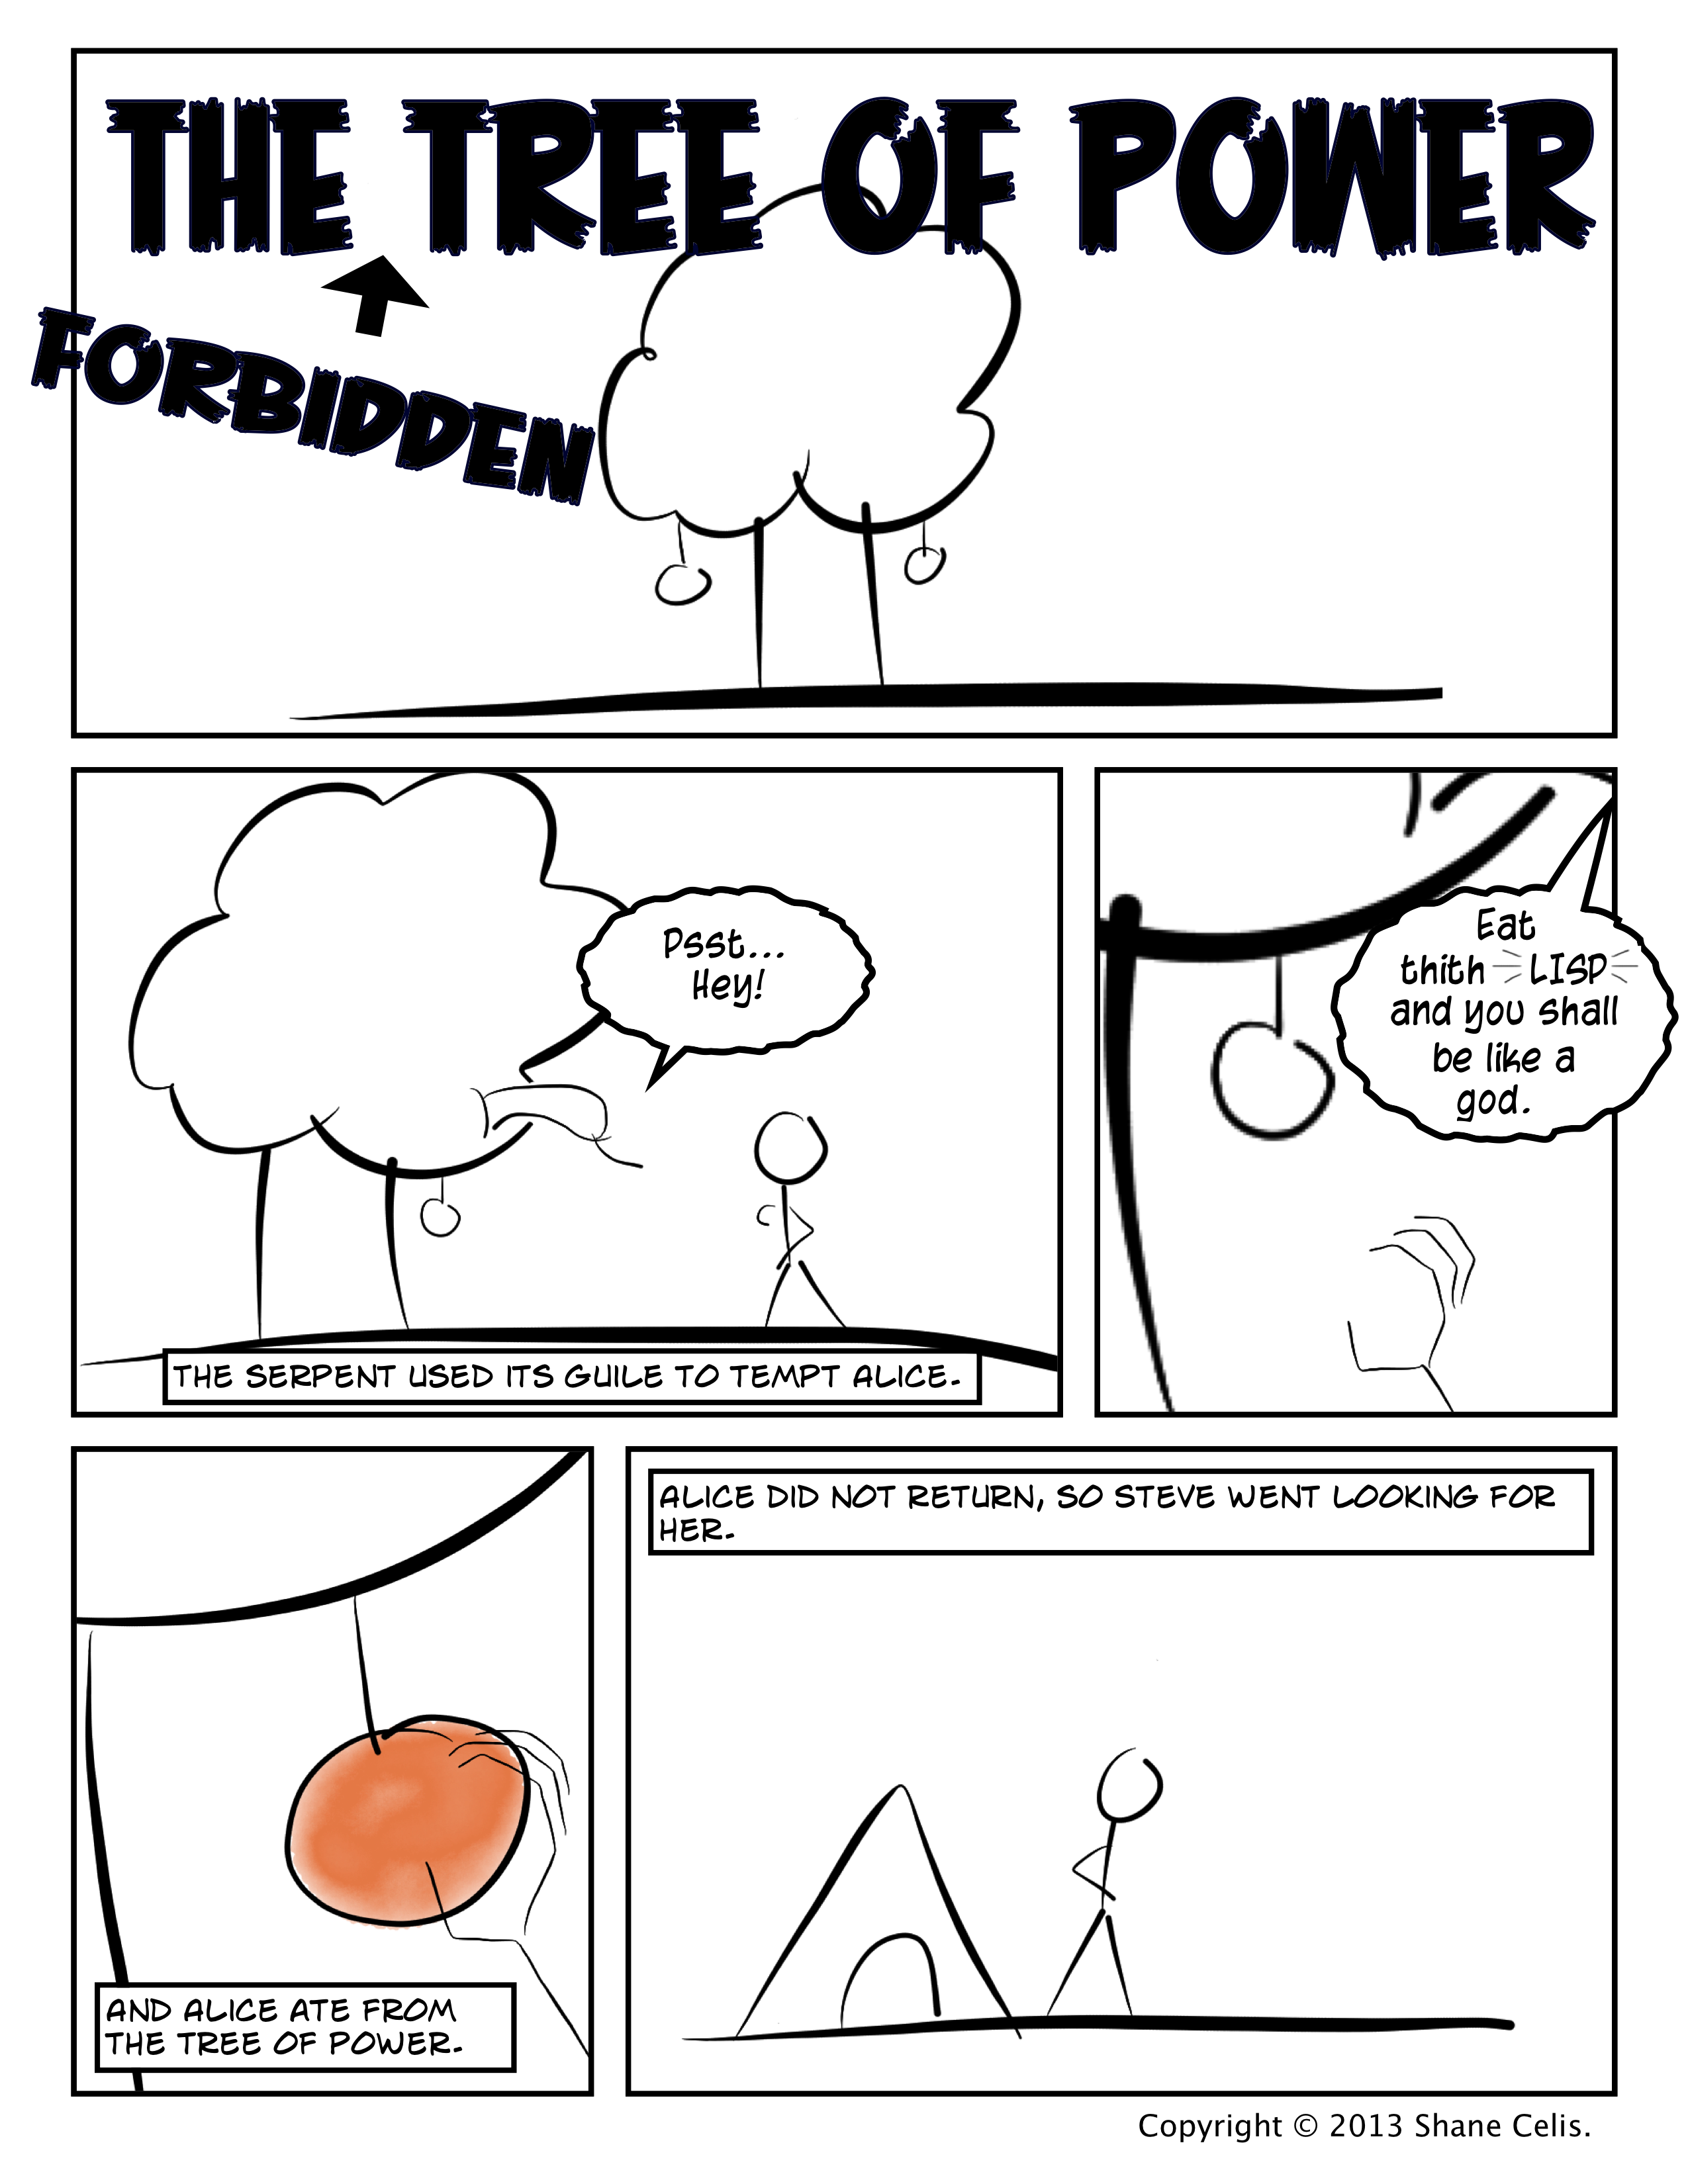 THE TREE OF POWER
FORBIDDEN
Psst...
Hey!
THE SERPENT USED ITS GUILE TO TEMPT ALICE.
Eat
thith LISP
and you shall
be like a
god.
AND ALICE ATE FROM
THE TREE OF POWER.
ALICE DID NOT RETURN, SO STEVE WENT LOOKING FOR
HER.
Copyright © 2013 Shane Celis.